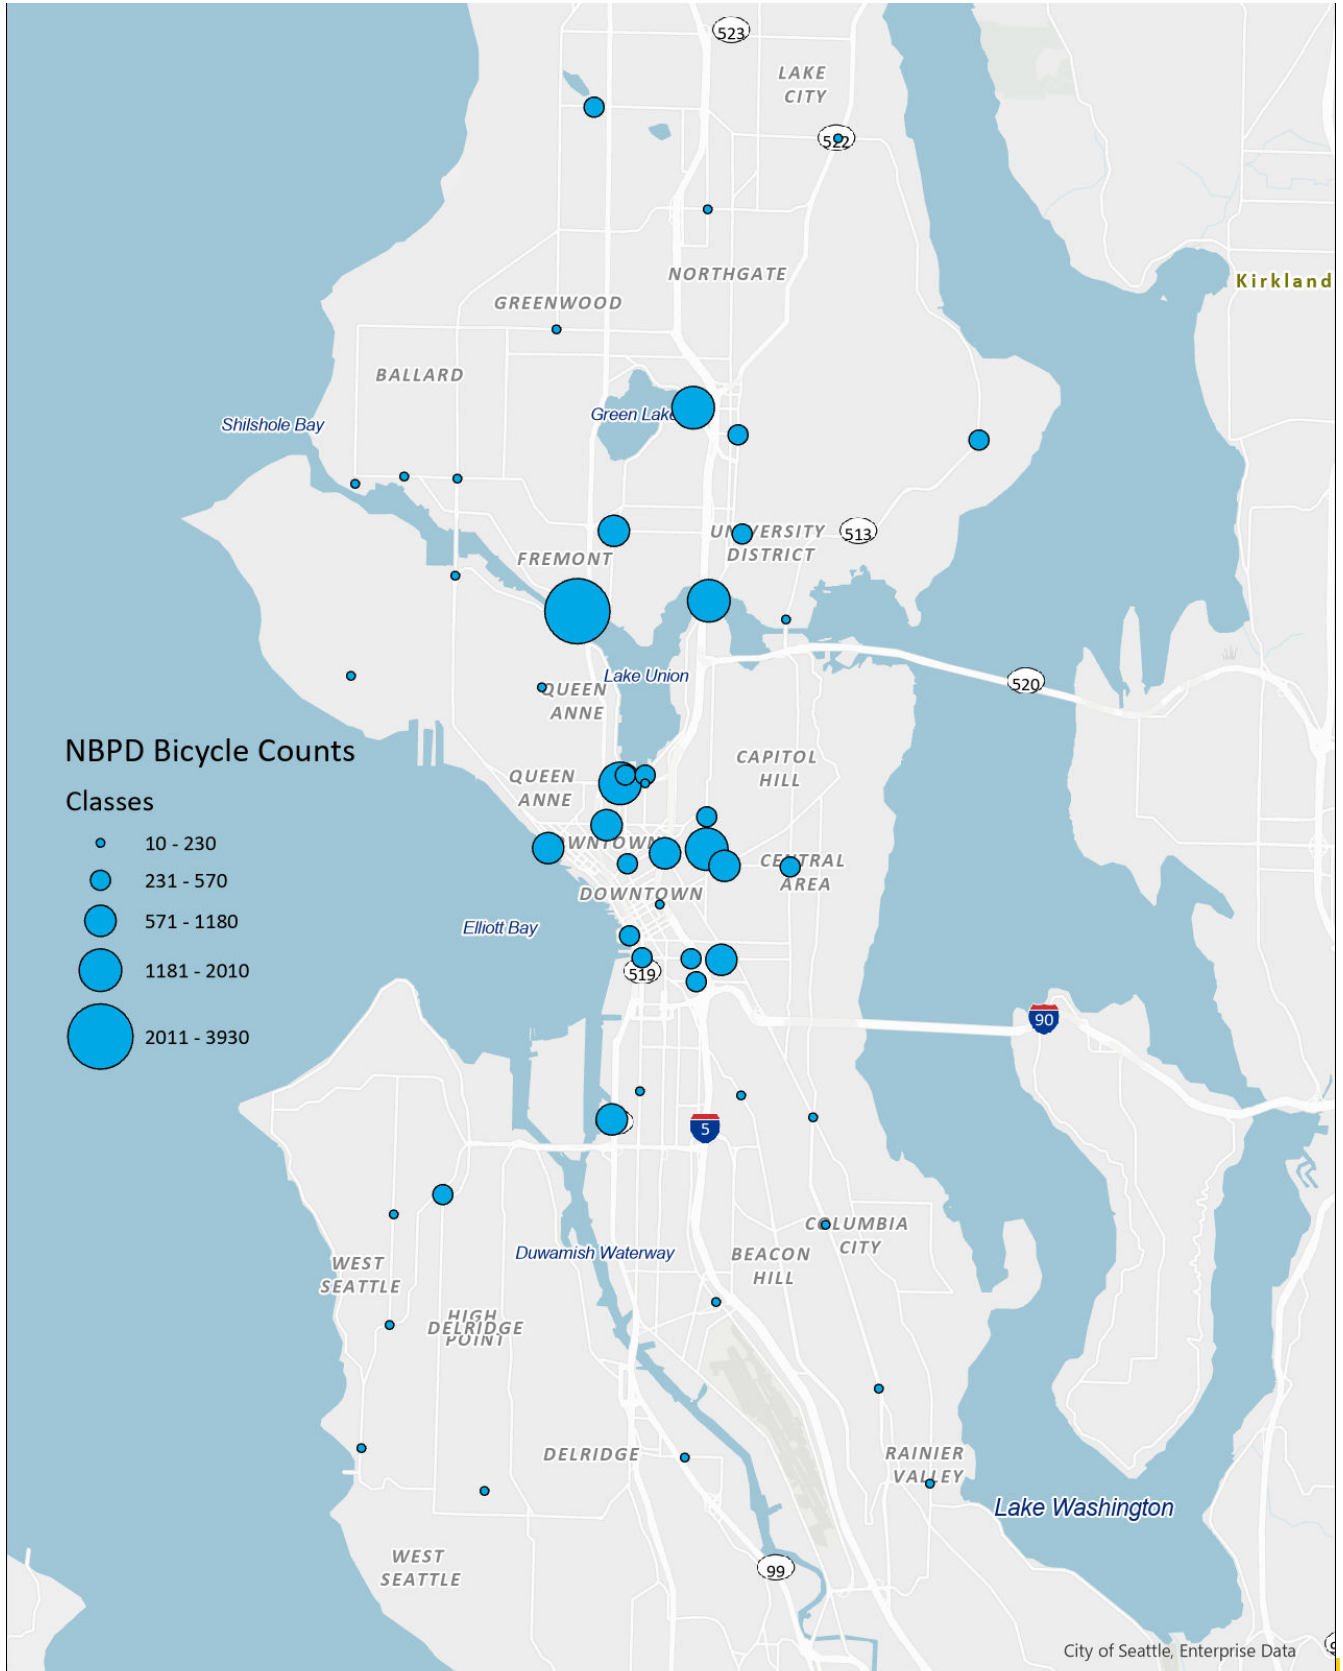 523
LAKE
CITY
522
NORTHGATE
Kirkland
GREENWOOD
BALLARD
Green Lake
Shilshole Bay
UNIVERSITY
DISTRICT
513
FREMONT
Lake Union
520
QUEEN
ANNE
NBPD Bicycle Counts
Classes
10 - 230
231 - 570
571 - 1180
1181 - 2010
2011 - 3930
CAPITOL
HILL
QUEEN
ANNE
DOWNTOWN
CENTRAL
AREA
DOWNTOWN
Elliott Bay
519
90
5
COLUMBIA
CITY
Duwamish Waterway
BEACON
HILL
WEST
SEATTLE
HIGH
POINT
DELRIDGE
DELRIDGE
RAINIER
VALLEY
Lake Washington
WEST
SEATTLE
99
City of Seattle, Enterprise Data